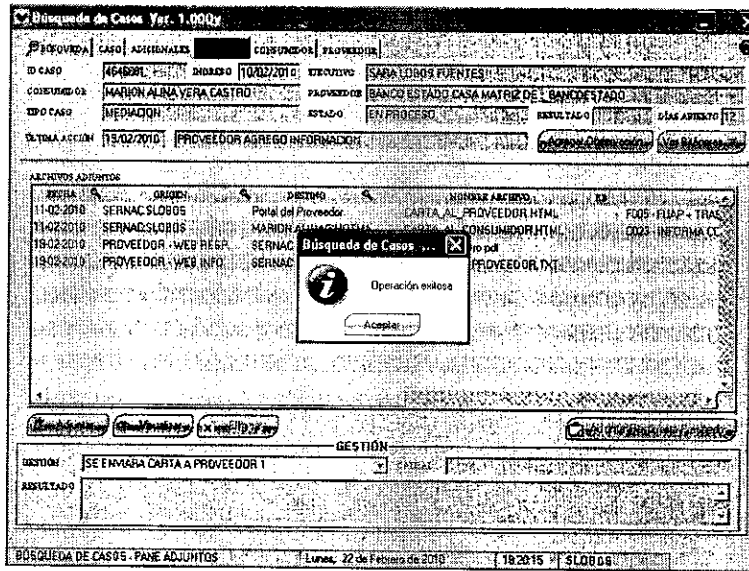 Búsqueda de Casos Ver. 1.000y
BÚSQUEDA CASO ADICIONALES CONSUMIDOR PROVEEDOR
ID CASO 4646081 INGRESO 10/02/2010 EJECUTIVO SARA LOBOS FUENTES
CONSUMIDOR MARION ALINA VERA CASTRO PROVEEDOR BANCO ESTADO CASA MATRIZ DE - BANCOESTADO
TIPO CASO MEDIACION ESTADO EN PROCESO RESULTADO DÍAS ABIERTO 12
ÚLTIMA ACCIÓN 19/02/2010 PROVEEDOR AGREGO INFORMACION
ARCHIVOS ADJUNTOS
FECHA ORIGEN DESTINO NOMBRE ARCHIVO
11-02-2010 SERNAC SLOBOS Portal del Proveedor CARTA_AL_PROVEEDOR.HTML F005 - FUAP + TRAS
11-02-2010 SERNAC SLOBOS MARION CARTA_AL_CONSUMIDOR.HTML C023 - INFORMA CC
19-02-2010 PROVEEDOR - WEB RESP. SERNAC ro.pdf
19-02-2010 PROVEEDOR - WEB INFO. SERNAC PROVEEDOR.TXT
Búsqueda de Casos ...
Operación exitosa
Aceptar
GESTIÓN
GESTIÓN SE ENVIARA CARTA A PROVEEDOR 1 CAUSAL
RESULTADO
BÚSQUEDA DE CASOS - PANE ADJUNTOS Lunes, 22 de Febrero de 2010 18:20:15 SLOBOS